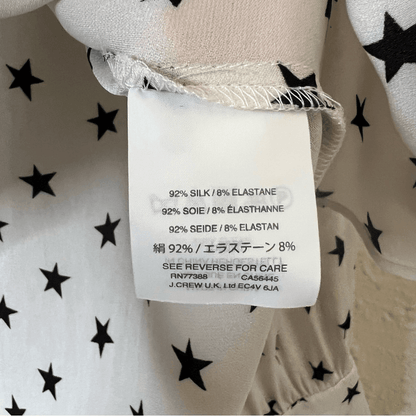 92% SILK / 8% ELASTANE
92% SOIE / 8% ÉLASTHANNE
92% SEIDE / 8% ELASTAN
絹 92% / エラステーン 8%
SEE REVERSE FOR CARE
RN77388 CA56445
J.CREW U.K. Ltd EC4V 6JA